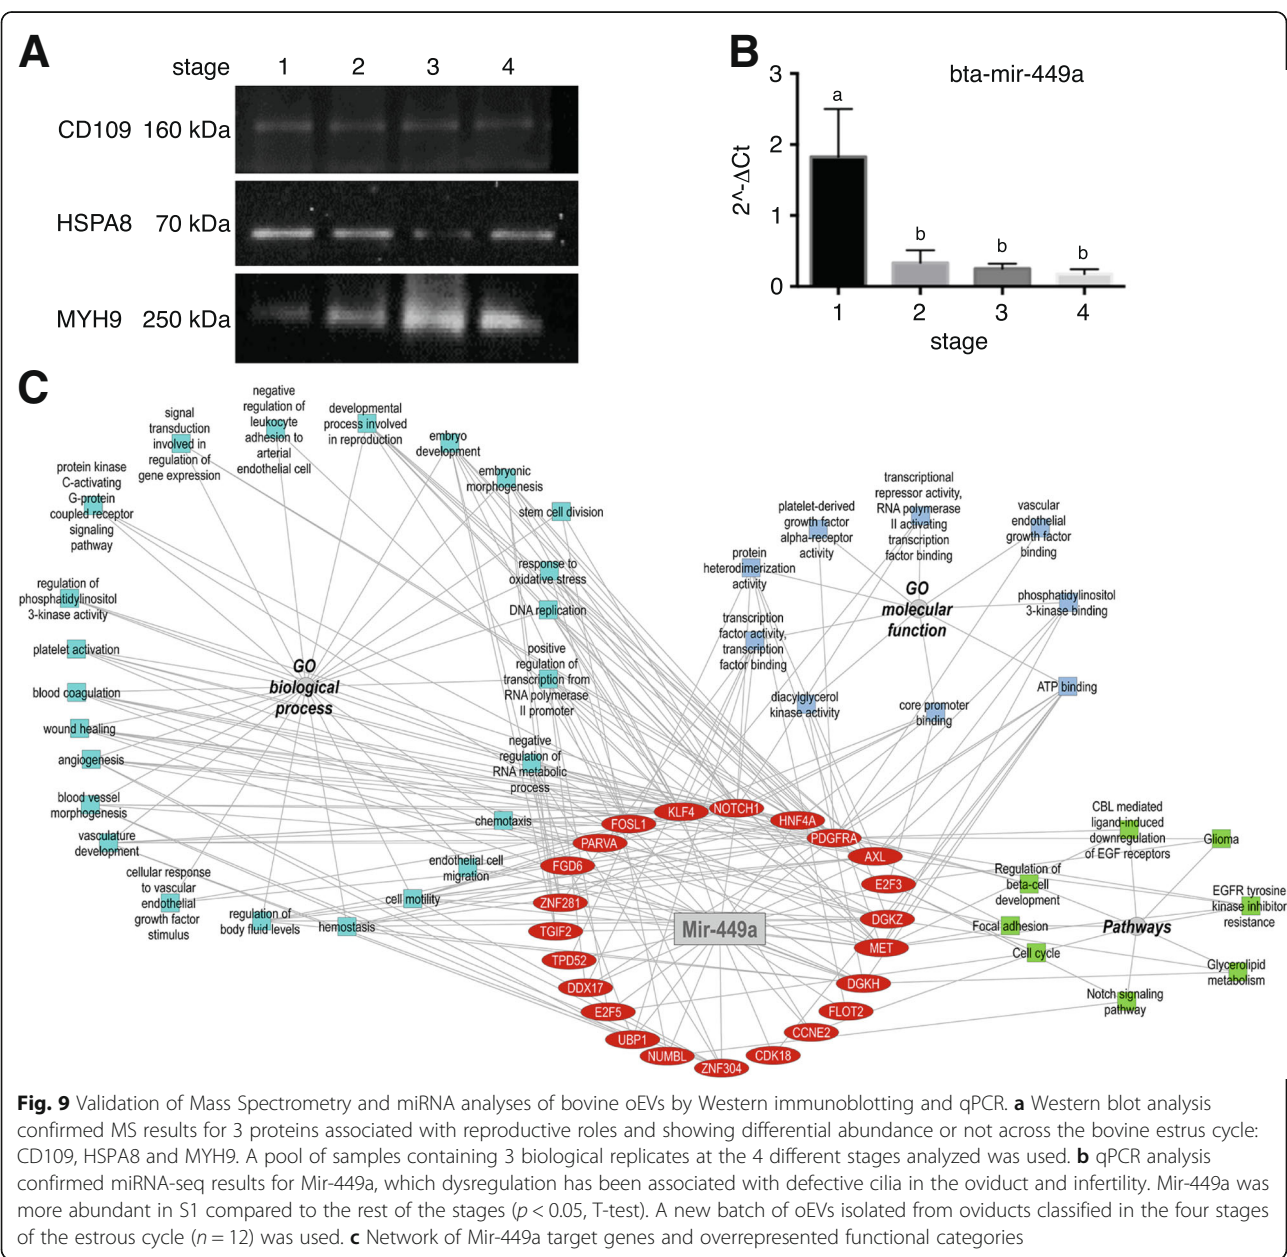 A
stage 1 2 3 4
CD109 160 kDa
HSPA8 70 kDa
MYH9 250 kDa
B
bta-mir-449a
2^-ΔCt
3
2
1
0
a
b
b
b
1 2 3 4
stage
C
signal
transduction
involved in
regulation of
gene expression
negative
regulation of
leukocyte
adhesion to
arterial
endothelial cell
developmental
process involved
in reproduction
embryo
development
embryonic
morphogenesis
stem cell division
protein kinase
C-activating
G-protein
coupled receptor
signaling
pathway
regulation of
phosphatidylinositol
3-kinase activity
platelet activation
blood coagulation
wound healing
angiogenesis
blood vessel
morphogenesis
vasculature
development
cellular response
to vascular
endothelial
growth factor
stimulus
regulation of
body fluid levels
hemostasis
cell motility
endothelial cell
migration
chemotaxis
negative
regulation of
RNA metabolic
process
positive
regulation of
transcription from
RNA polymerase
II promoter
DNA replication
response to
oxidative stress
GO
biological
process
protein
heterodimerization
activity
platelet-derived
growth factor
alpha-receptor
activity
transcriptional
repressor activity,
RNA polymerase
II activating
transcription
factor binding
vascular
endothelial
growth factor
binding
phosphatidylinositol
3-kinase binding
ATP binding
core promoter
binding
diacylglycerol
kinase activity
transcription
factor activity,
transcription
factor binding
GO
molecular
function
CBL mediated
ligand-induced
downregulation
of EGF receptors
Glioma
Regulation of
beta-cell
development
EGFR tyrosine
kinase inhibitor
resistance
Focal adhesion
Pathways
Cell cycle
Glycerolipid
metabolism
Notch signaling
pathway
Mir-449a
KLF4
NOTCH1
HNF4A
PDGFRA
AXL
E2F3
DGKZ
MET
DGKH
FLOT2
CCNE2
CDK18
ZNF304
NUMBL
UBP1
E2F5
DDX17
TPD52
TGIF2
ZNF281
FGD6
PARVA
FOSL1
Fig. 9 Validation of Mass Spectrometry and miRNA analyses of bovine oEVs by Western immunoblotting and qPCR. a Western blot analysis
confirmed MS results for 3 proteins associated with reproductive roles and showing differential abundance or not across the bovine estrus cycle:
CD109, HSPA8 and MYH9. A pool of samples containing 3 biological replicates at the 4 different stages analyzed was used. b qPCR analysis
confirmed miRNA-seq results for Mir-449a, which dysregulation has been associated with defective cilia in the oviduct and infertility. Mir-449a was
more abundant in S1 compared to the rest of the stages (p < 0.05, T-test). A new batch of oEVs isolated from oviducts classified in the four stages
of the estrous cycle (n = 12) was used. c Network of Mir-449a target genes and overrepresented functional categories